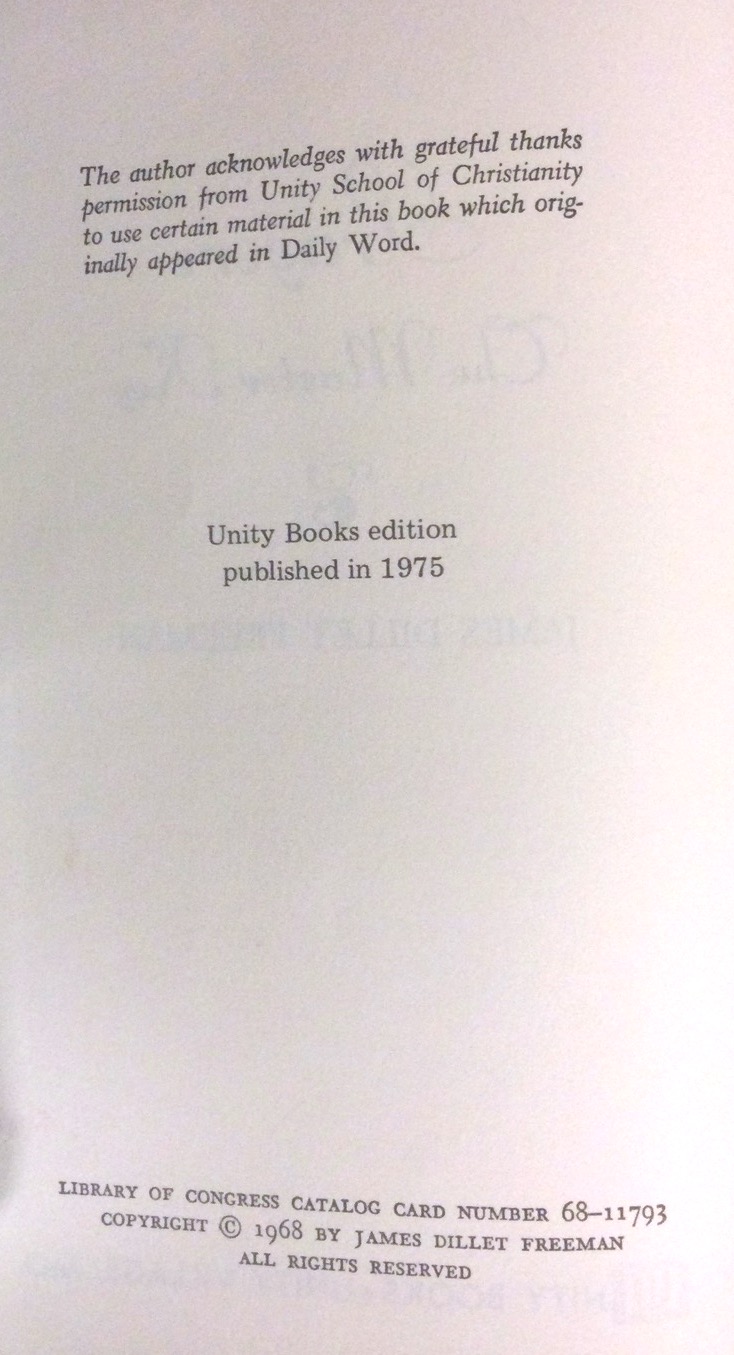 The author acknowledges with grateful thanks
permission from Unity School of Christianity
to use certain material in this book which orig-
inally appeared in Daily Word.
Unity Books edition
published in 1975
LIBRARY OF CONGRESS CATALOG CARD NUMBER 68–11793
COPYRIGHT © 1968 BY JAMES DILLET FREEMAN
ALL RIGHTS RESERVED